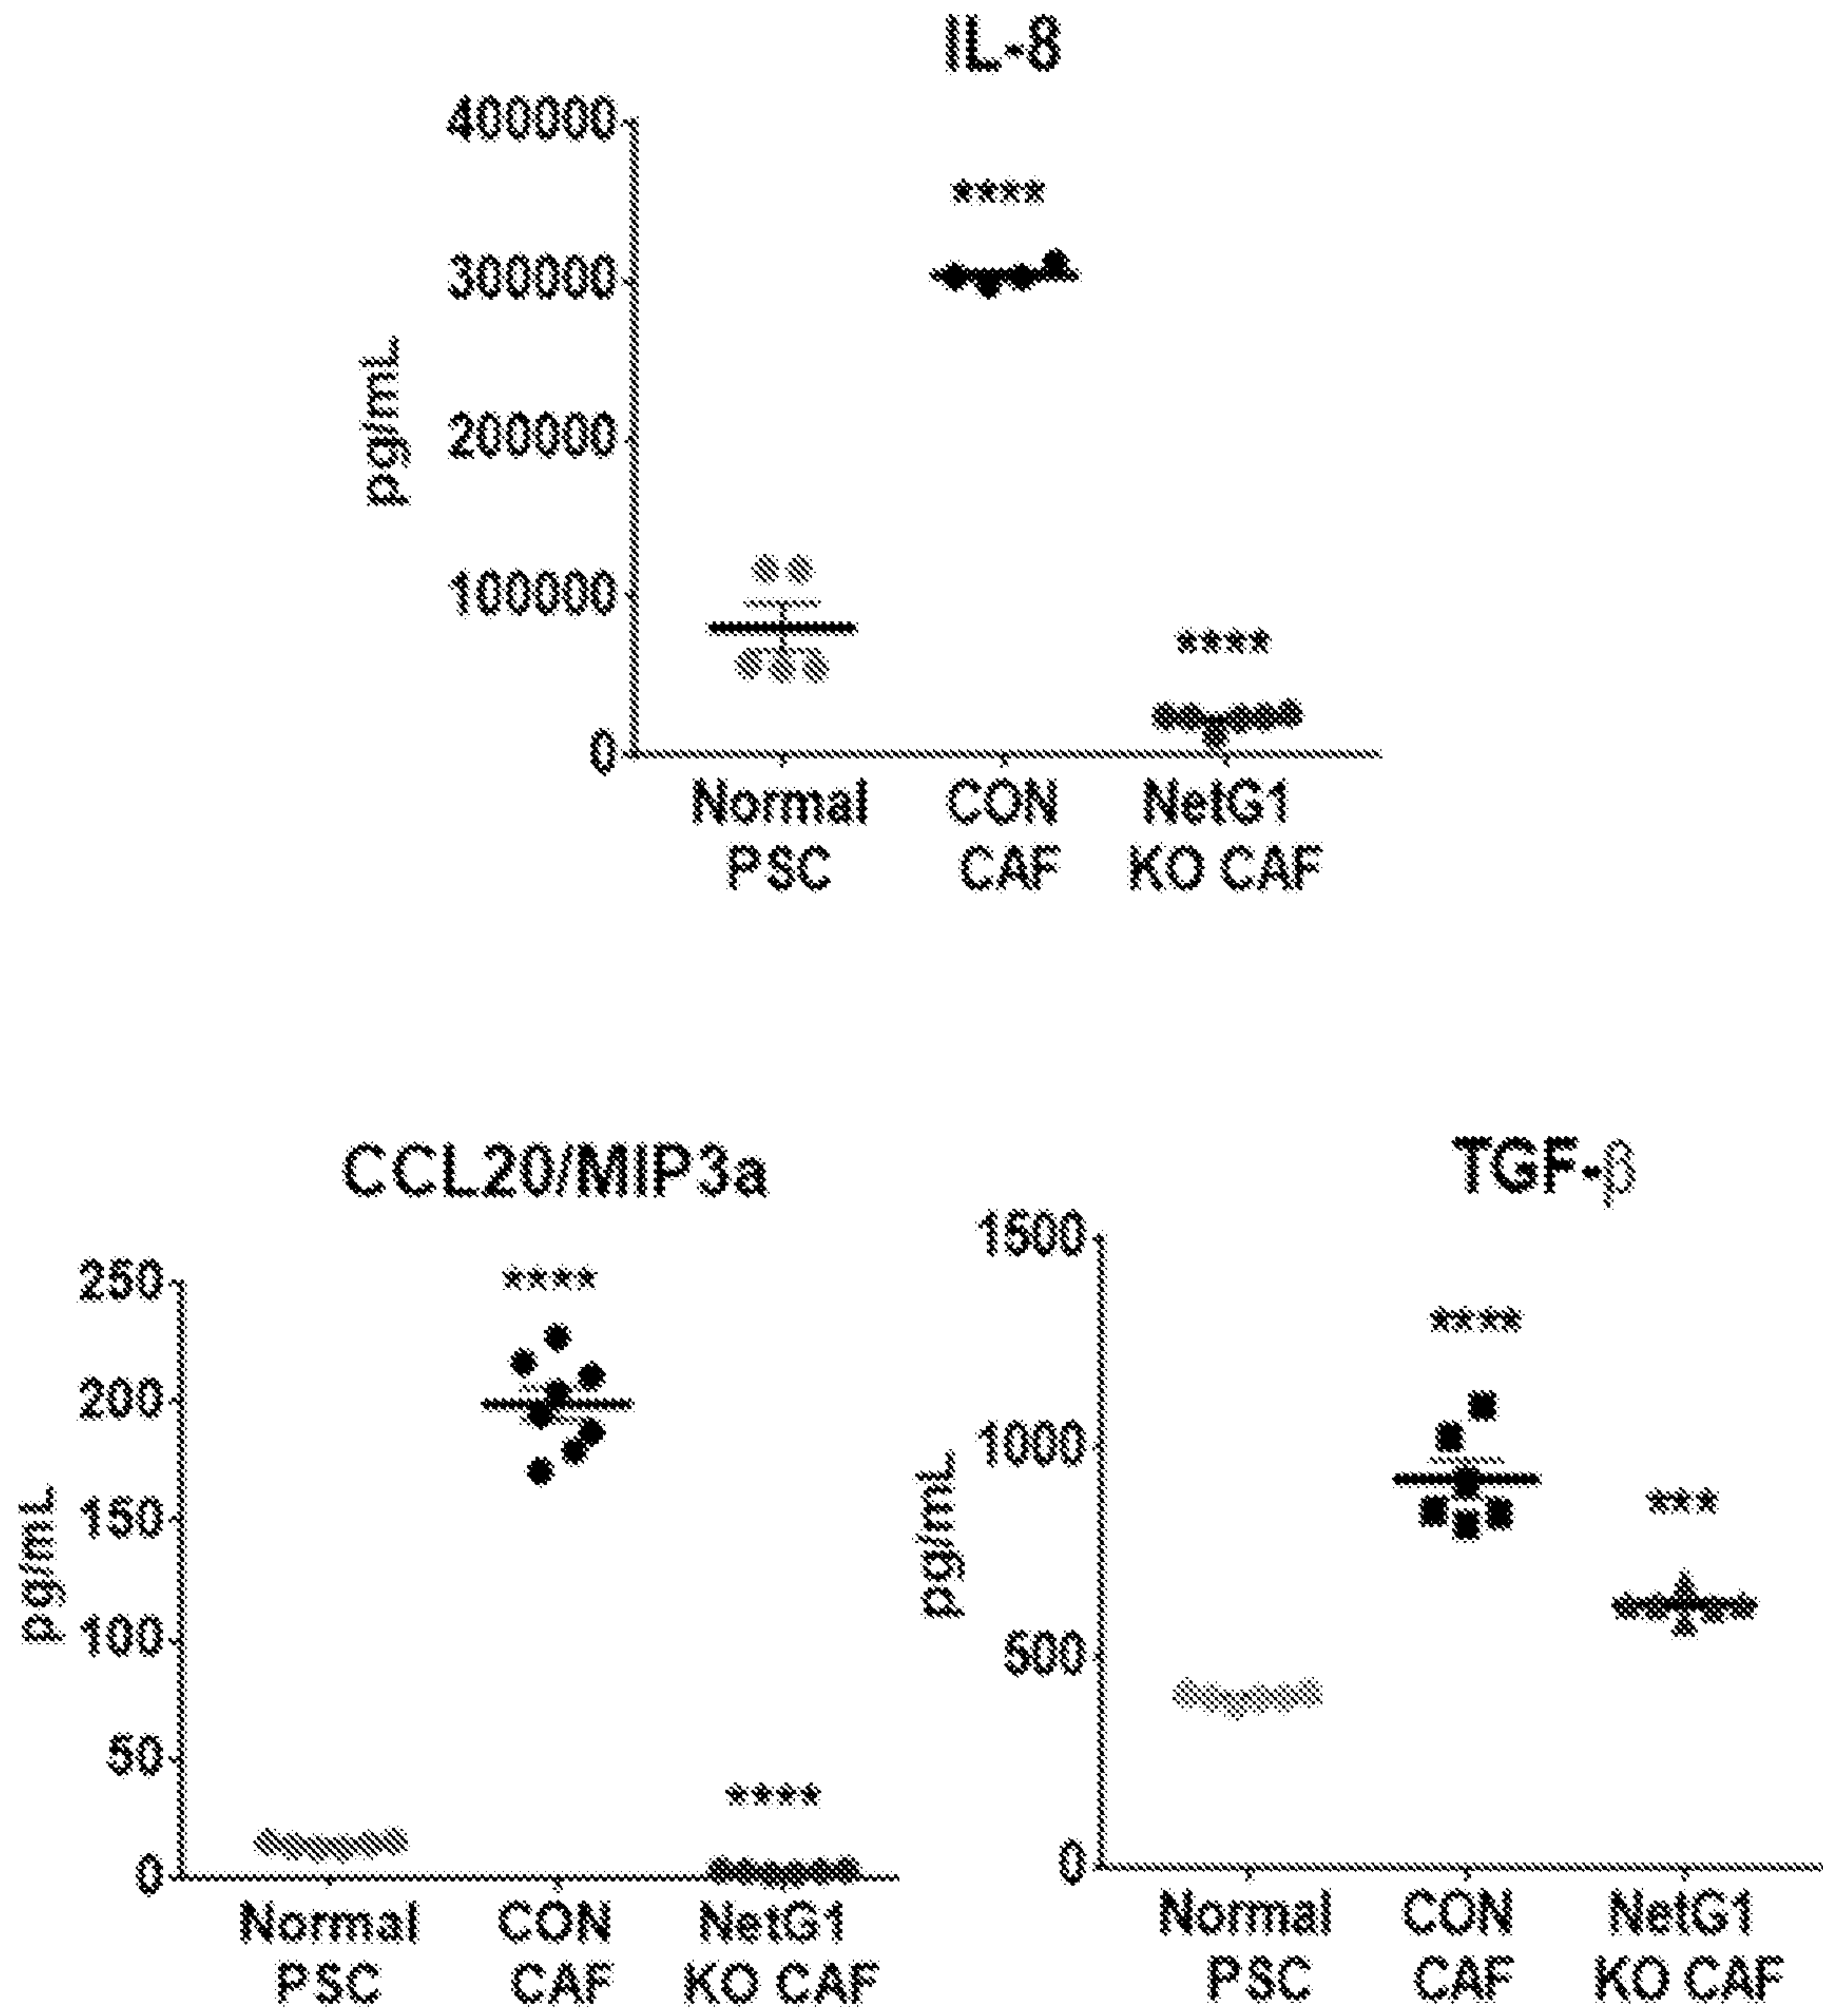 IL-8
400000
****
300000
pg/mL
200000
100000
****
0
Normal PSC
CON CAF
NetG1 KO CAF
CCL20/MIP3a
250
****
200
pg/mL
150
100
50
****
0
Normal PSC
CON CAF
NetG1 KO CAF
TGF-β
1500
****
1000
pg/mL
***
500
0
Normal PSC
CON CAF
NetG1 KO CAF